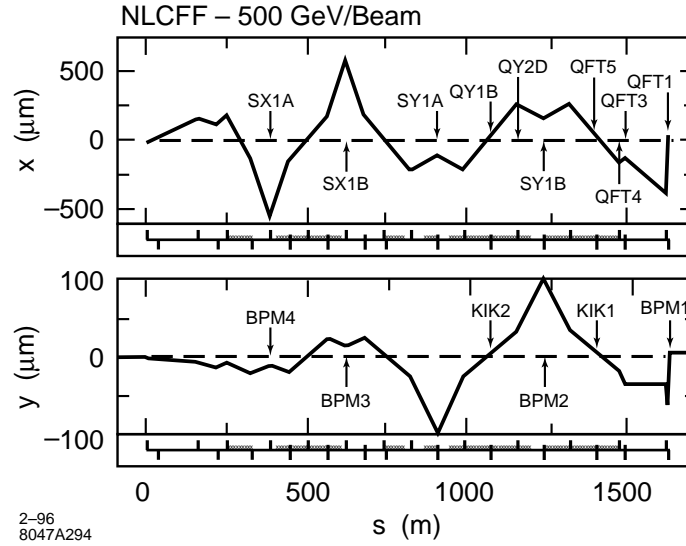 NLCFF – 500 GeV/Beam
500
0
–500
x (μm)
SX1A
SX1B
SY1A
QY1B
QY2D
SY1B
QFT5
QFT4
QFT3
QFT1
100
0
–100
y (μm)
BPM4
BPM3
KIK2
BPM2
KIK1
BPM1
0
500
1000
1500
s (m)
2–96
8047A294